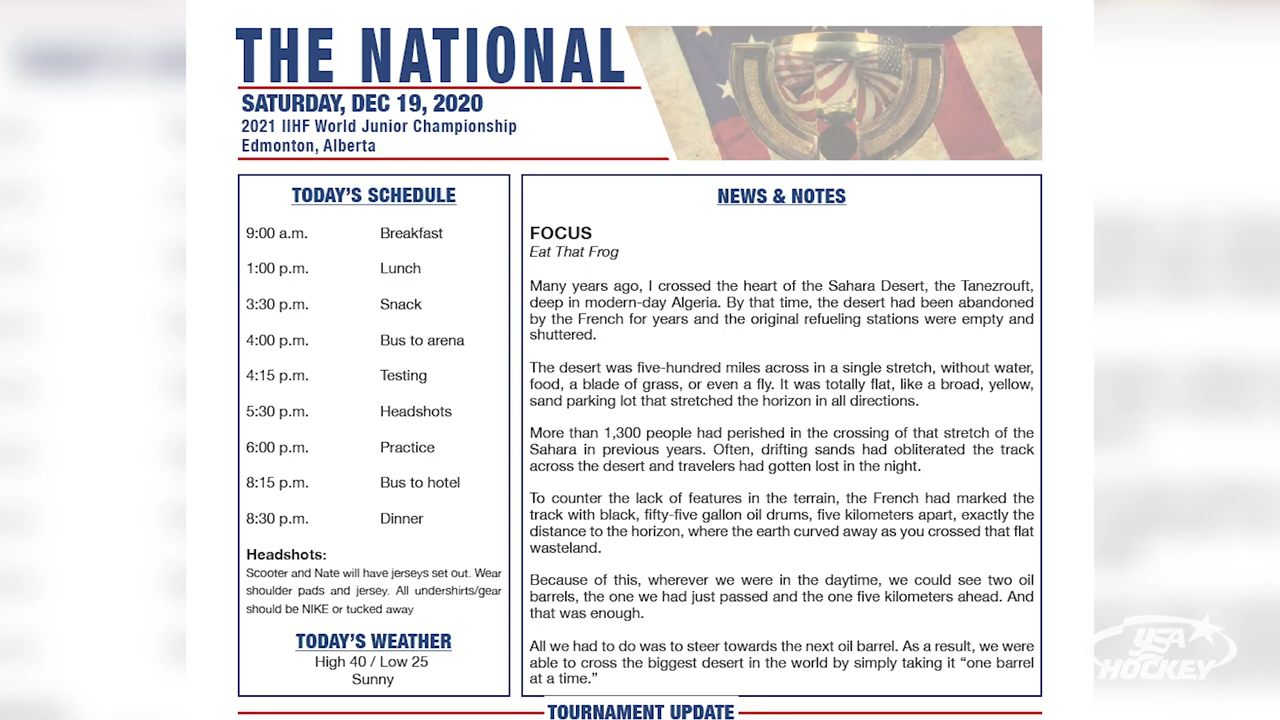 THE NATIONAL
SATURDAY, DEC 19, 2020
2021 IIHF World Junior Championship
Edmonton, Alberta
TODAY'S SCHEDULE
9:00 a.m. Breakfast
1:00 p.m. Lunch
3:30 p.m. Snack
4:00 p.m. Bus to arena
4:15 p.m. Testing
5:30 p.m. Headshots
6:00 p.m. Practice
8:15 p.m. Bus to hotel
8:30 p.m. Dinner
Headshots:
Scooter and Nate will have jerseys set out. Wear
shoulder pads and jersey. All undershirts/gear
should be NIKE or tucked away
TODAY'S WEATHER
High 40 / Low 25
Sunny
NEWS & NOTES
FOCUS
Eat That Frog
Many years ago, I crossed the heart of the Sahara Desert, the Tanezrouft,
deep in modern-day Algeria. By that time, the desert had been abandoned
by the French for years and the original refueling stations were empty and
shuttered.
The desert was five-hundred miles across in a single stretch, without water,
food, a blade of grass, or even a fly. It was totally flat, like a broad, yellow,
sand parking lot that stretched the horizon in all directions.
More than 1,300 people had perished in the crossing of that stretch of the
Sahara in previous years. Often, drifting sands had obliterated the track
across the desert and travelers had gotten lost in the night.
To counter the lack of features in the terrain, the French had marked the
track with black, fifty-five gallon oil drums, five kilometers apart, exactly the
distance to the horizon, where the earth curved away as you crossed that flat
wasteland.
Because of this, wherever we were in the daytime, we could see two oil
barrels, the one we had just passed and the one five kilometers ahead. And
that was enough.
All we had to do was to steer towards the next oil barrel. As a result, we were
able to cross the biggest desert in the world by simply taking it “one barrel
at a time.”
TOURNAMENT UPDATE
USA
HOCKEY